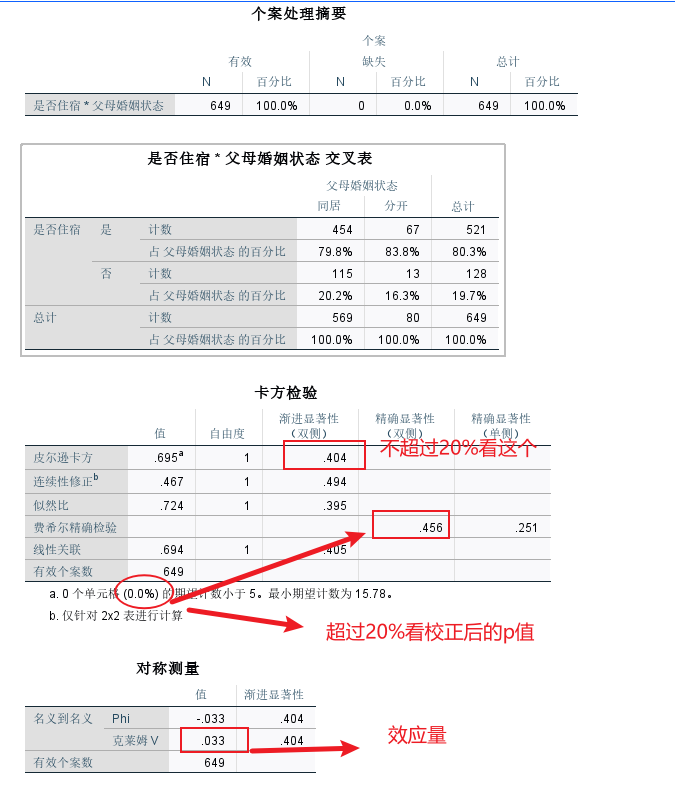 个案处理摘要
个案
有效 缺失 总计
N 百分比 N 百分比 N 百分比
是否住宿 * 父母婚姻状态 649 100.0% 0 0.0% 649 100.0%
是否住宿 * 父母婚姻状态 交叉表
父母婚姻状态
同居 分开 总计
是否住宿 是 计数 454 67 521
占 父母婚姻状态 的百分比 79.8% 83.8% 80.3%
否 计数 115 13 128
占 父母婚姻状态 的百分比 20.2% 16.3% 19.7%
总计 计数 569 80 649
占 父母婚姻状态 的百分比 100.0% 100.0% 100.0%
卡方检验
值 自由度 渐进显著性（双侧） 精确显著性（双侧） 精确显著性（单侧）
皮尔逊卡方 .695a 1 .404 不超过20%看这个
连续性修正b .467 1 .494
似然比 .724 1 .395
费希尔精确检验 .456 .251
线性关联 .694 1 .405
有效个案数 649
a. 0 个单元格 (0.0%) 的期望计数小于 5。最小期望计数为 15.78。
b. 仅针对 2x2 表进行计算
超过20%看校正后的p值
对称测量
值 渐进显著性
名义到名义 Phi -.033 .404
克莱姆 V .033 .404
效应量
有效个案数 649